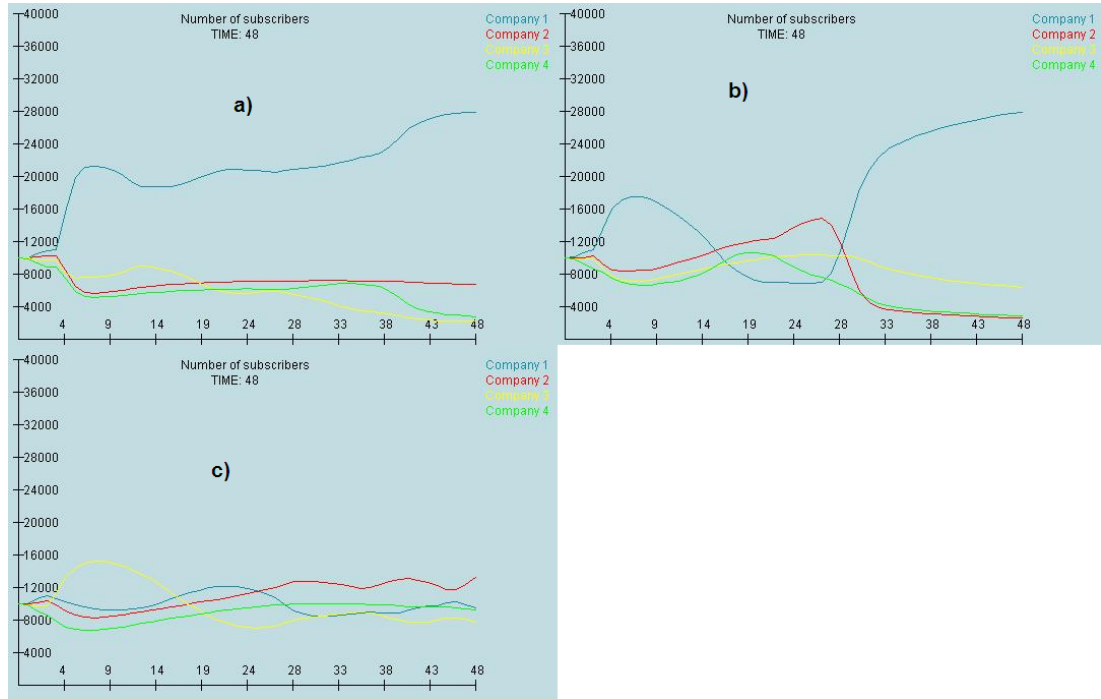 Number of subscribers
TIME: 48
Company 1
Company 2
Company 3
Company 4
a)
40000
36000
32000
28000
24000
20000
16000
12000
8000
4000
4 9 14 19 24 28 33 38 43 48
Number of subscribers
TIME: 48
Company 1
Company 2
Company 3
Company 4
b)
40000
36000
32000
28000
24000
20000
16000
12000
8000
4000
4 9 14 19 24 28 33 38 43 48
Number of subscribers
TIME: 48
Company 1
Company 2
Company 3
Company 4
c)
40000
36000
32000
28000
24000
20000
16000
12000
8000
4000
4 9 14 19 24 28 33 38 43 48